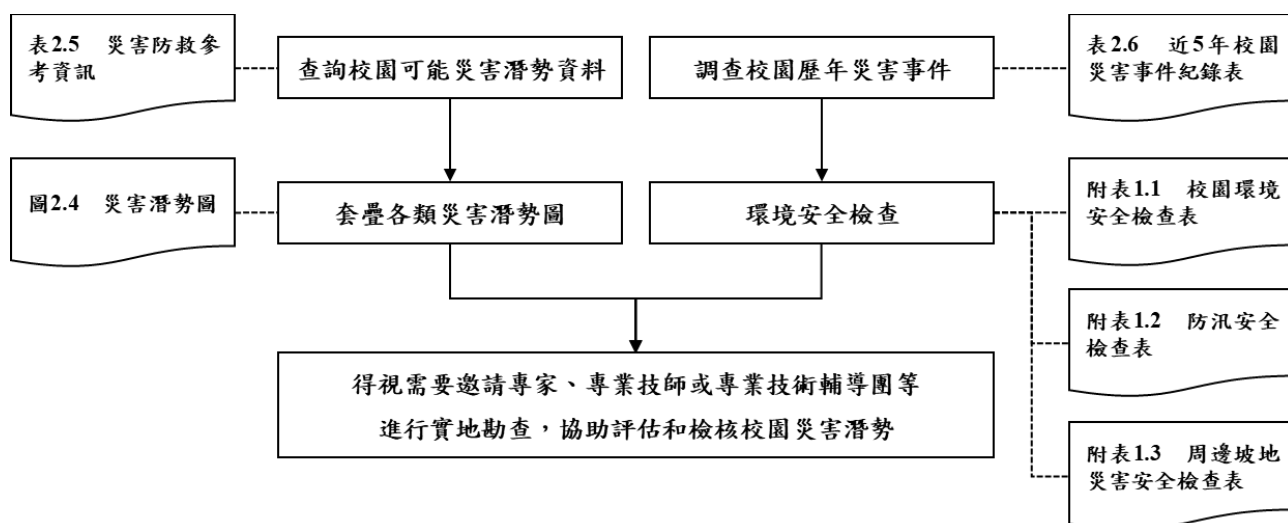 表2.5 災害防救參
考資訊
查詢校園可能災害潛勢資料
調查校園歷年災害事件
表2.6 近5年校園
災害事件紀錄表
圖2.4 災害潛勢圖
套疊各類災害潛勢圖
環境安全檢查
附表1.1 校園環境
安全檢查表
附表1.2 防汛安全
檢查表
得視需要邀請專家、專業技師或專業技術輔導團等
進行實地勘查，協助評估和檢核校園災害潛勢
附表1.3 周邊坡地
災害安全檢查表